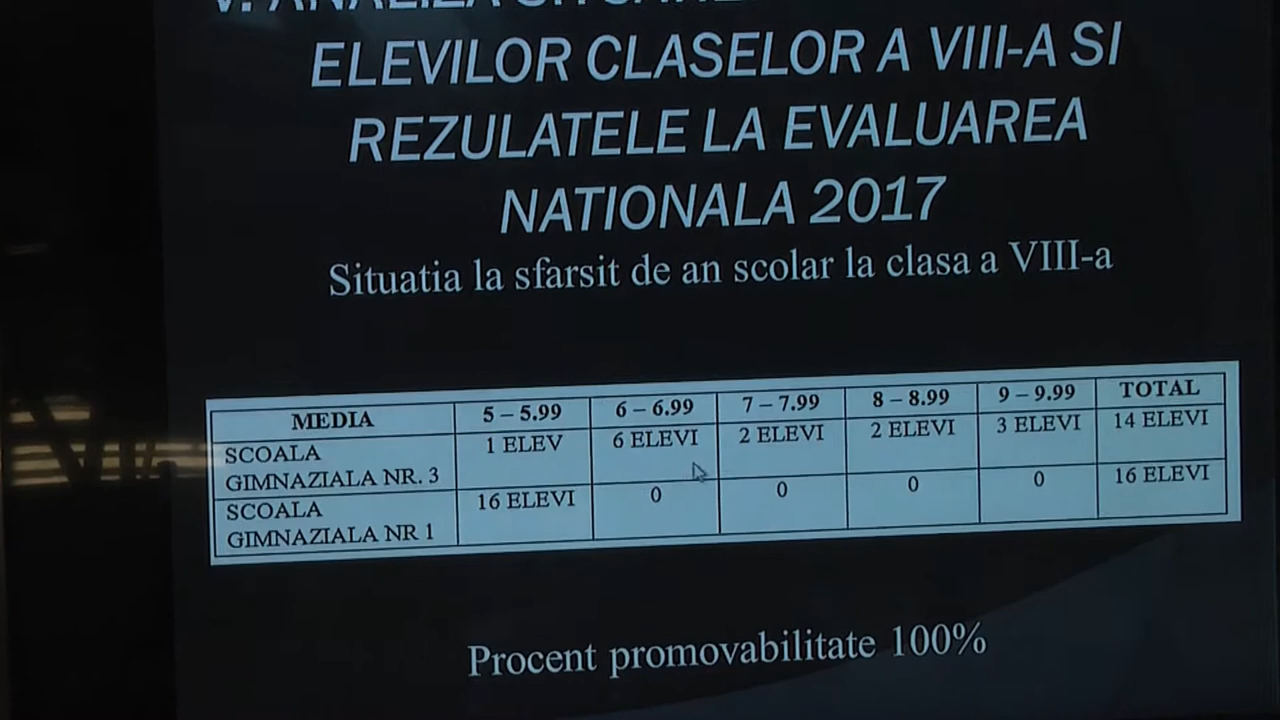 V. ANALIZA
ELEVILOR CLASELOR A VIII-A SI
REZULATELE LA EVALUAREA
NATIONALA 2017
Situatia la sfarsit de an scolar la clasa a VIII-a
MEDIA 5 – 5.99 6 – 6.99 7 – 7.99 8 – 8.99 9 – 9.99 TOTAL
SCOALA GIMNAZIALA NR. 3 1 ELEV 6 ELEVI 2 ELEVI 2 ELEVI 3 ELEVI 14 ELEVI
SCOALA GIMNAZIALA NR 1 16 ELEVI 0 0 0 0 16 ELEVI
Procent promovabilitate 100%